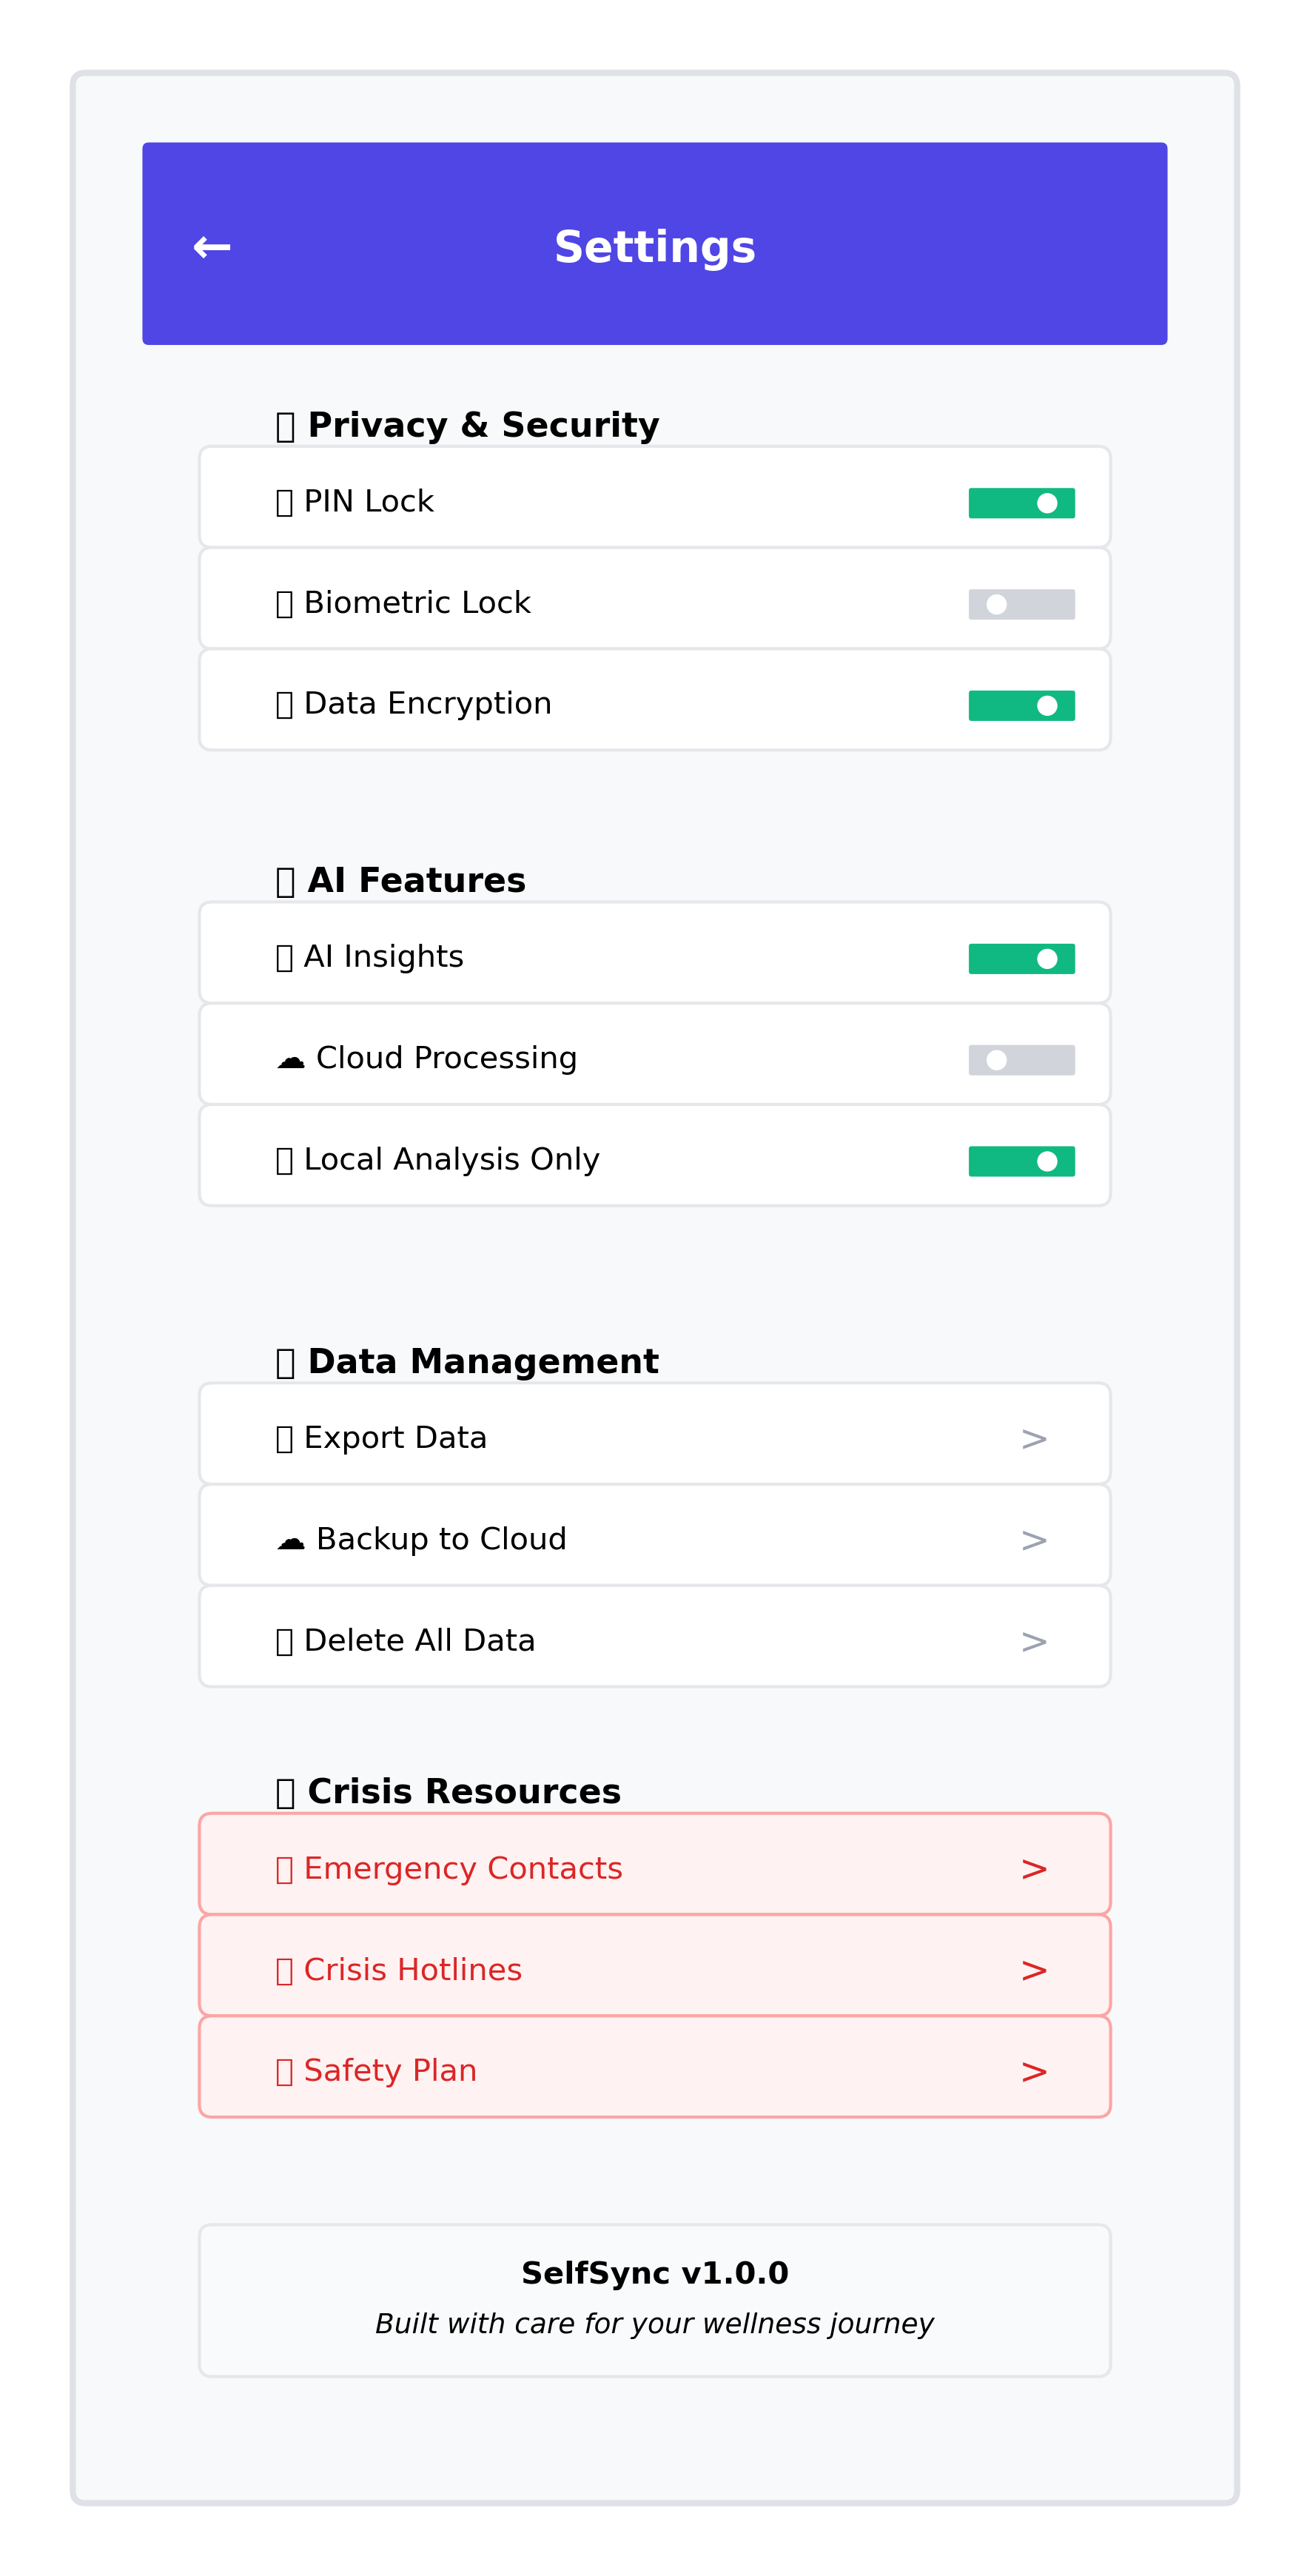 ← Settings
Privacy & Security
PIN Lock
Biometric Lock
Data Encryption
AI Features
AI Insights
☁ Cloud Processing
Local Analysis Only
Data Management
Export Data >
☁ Backup to Cloud >
Delete All Data >
Crisis Resources
Emergency Contacts >
Crisis Hotlines >
Safety Plan >
SelfSync v1.0.0
Built with care for your wellness journey